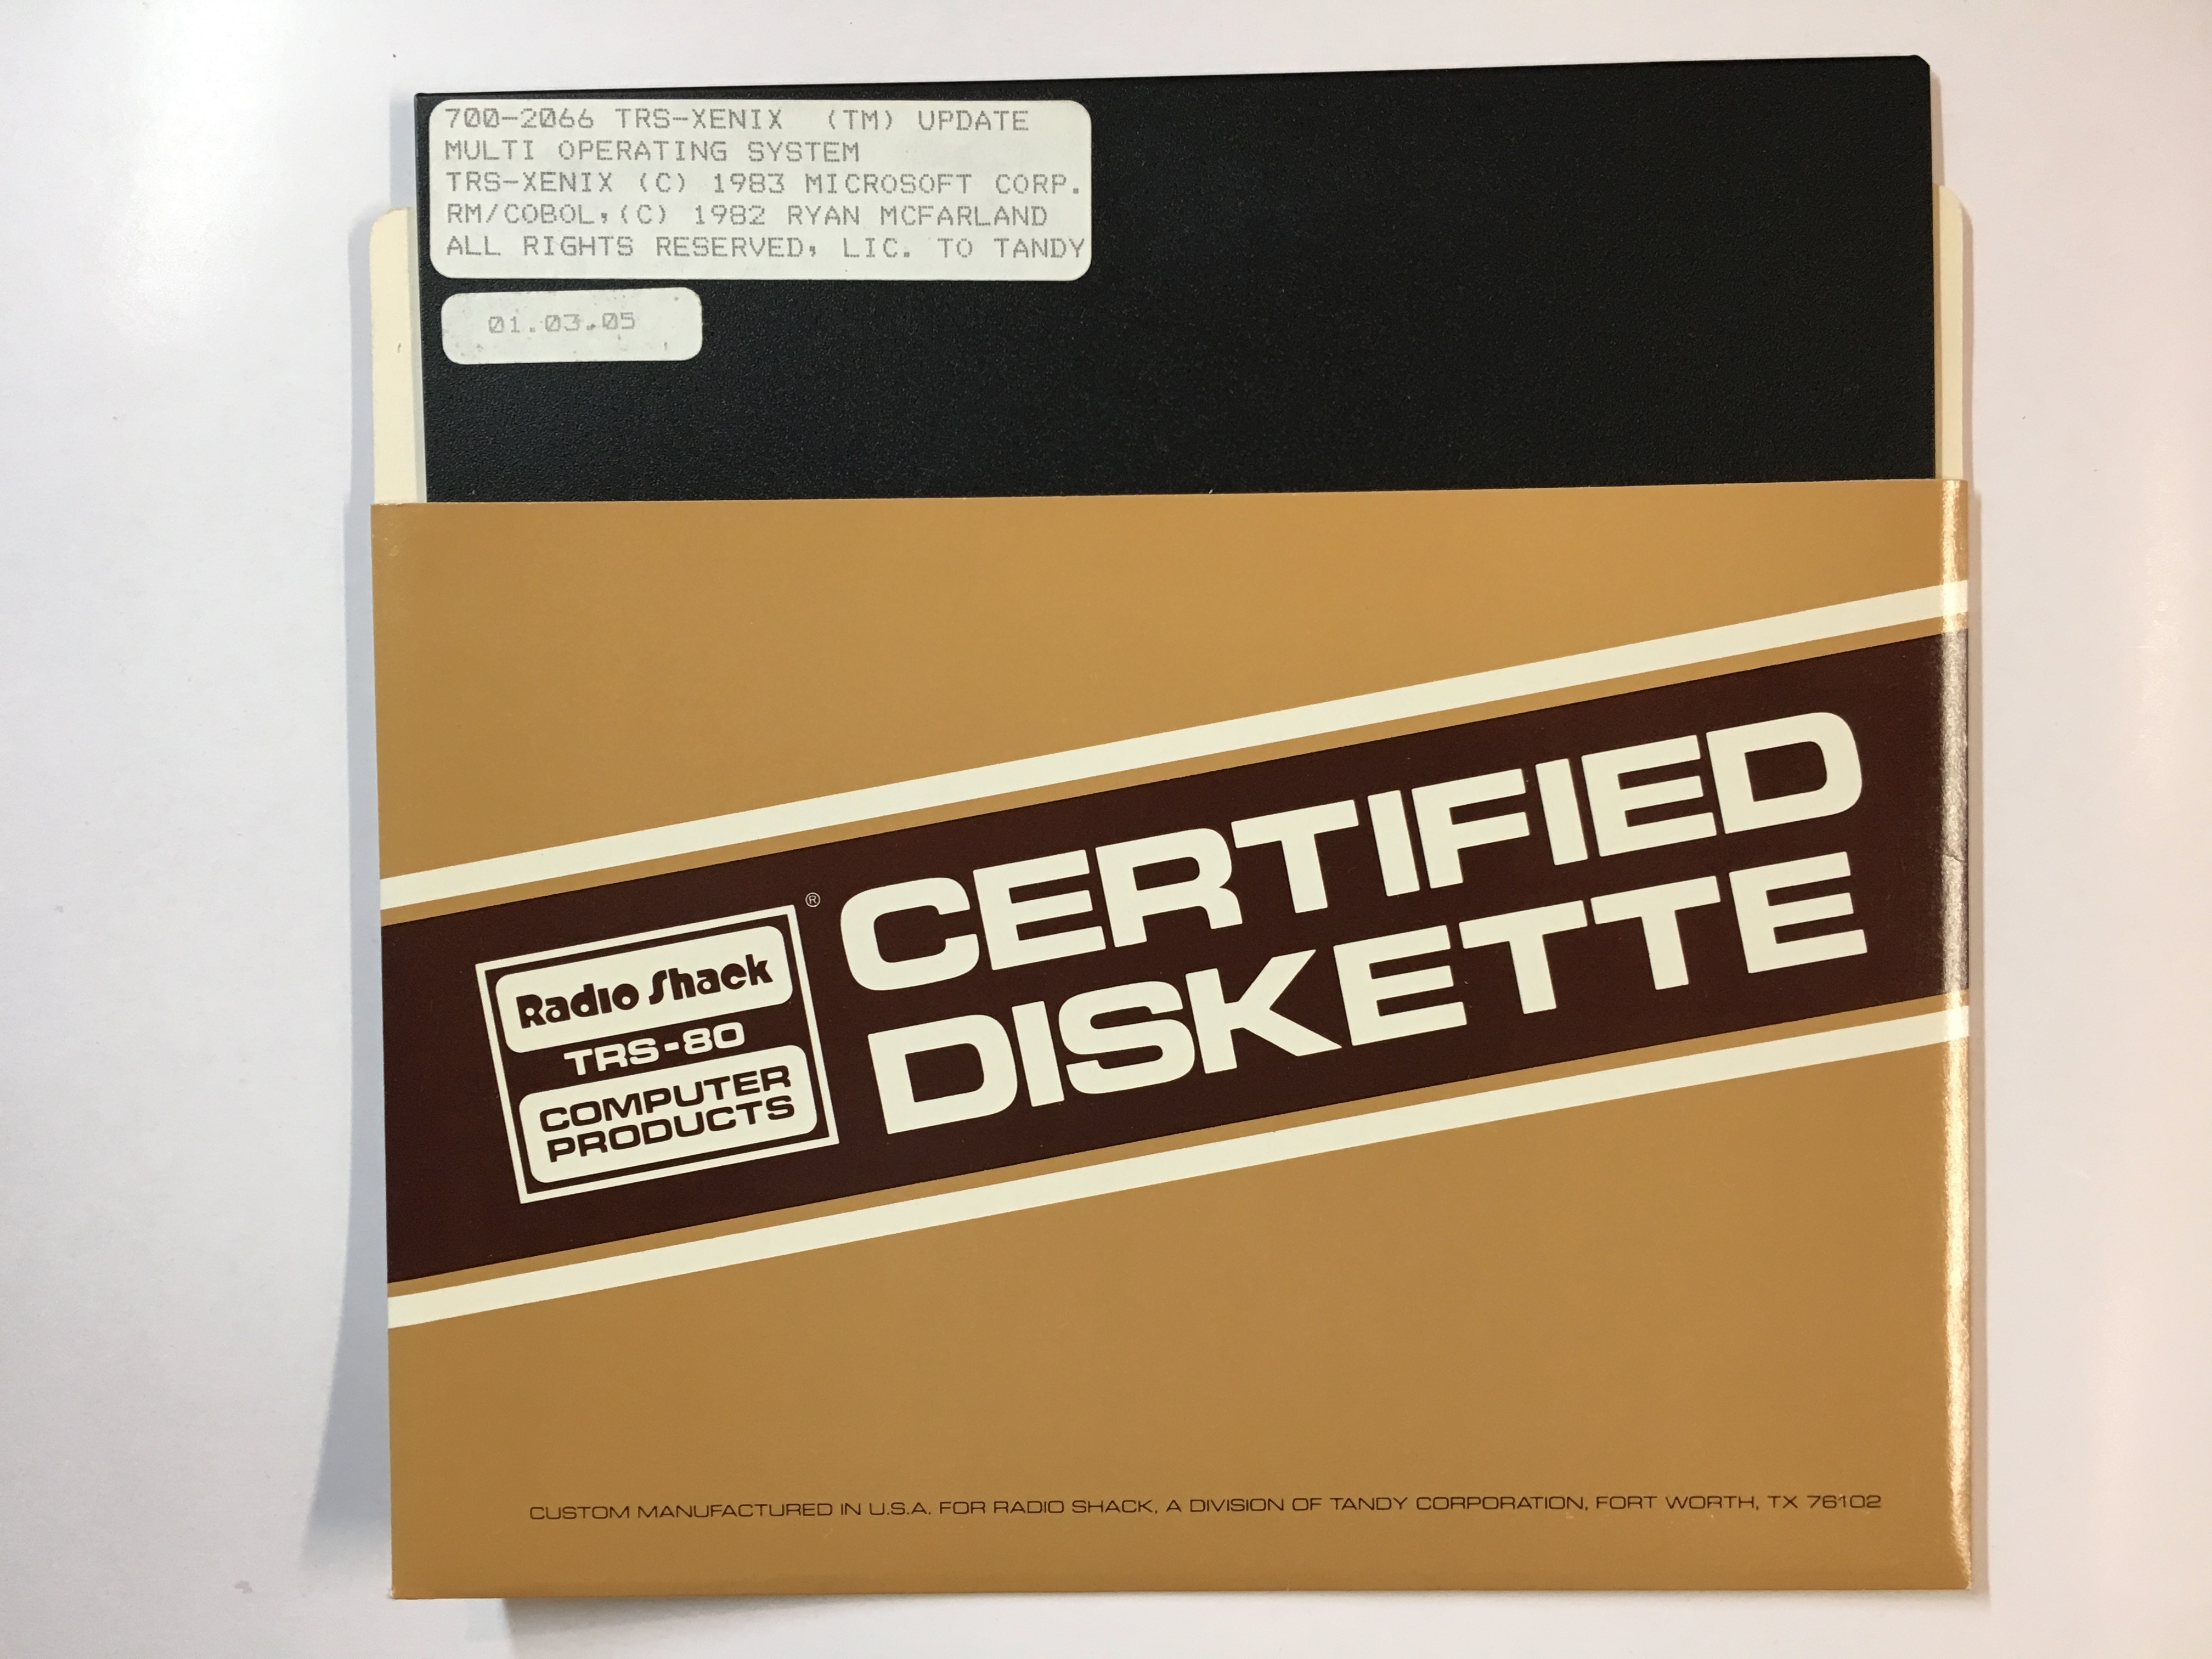 700-2066 TRS-XENIX (TM) UPDATE
MULTI OPERATING SYSTEM
TRS-XENIX (C) 1983 MICROSOFT CORP.
RM/COBOL,(C) 1982 RYAN MCFARLAND
ALL RIGHTS RESERVED, LIC. TO TANDY
01.03.05
Radio Shack ®
TRS-80
COMPUTER
PRODUCTS
CERTIFIED
DISKETTE
CUSTOM MANUFACTURED IN U.S.A. FOR RADIO SHACK, A DIVISION OF TANDY CORPORATION, FORT WORTH, TX 76102